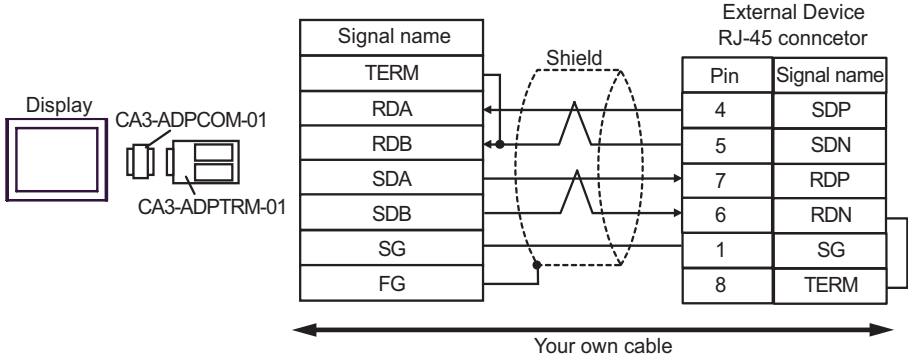 External Device
RJ-45 conncetor
Signal name
Shield
Pin Signal name
TERM
Display
RDA
4 SDP
CA3-ADPCOM-01
RDB
5 SDN
SDA
7 RDP
CA3-ADPTRM-01
SDB
6 RDN
SG
1 SG
FG
8 TERM
Your own cable